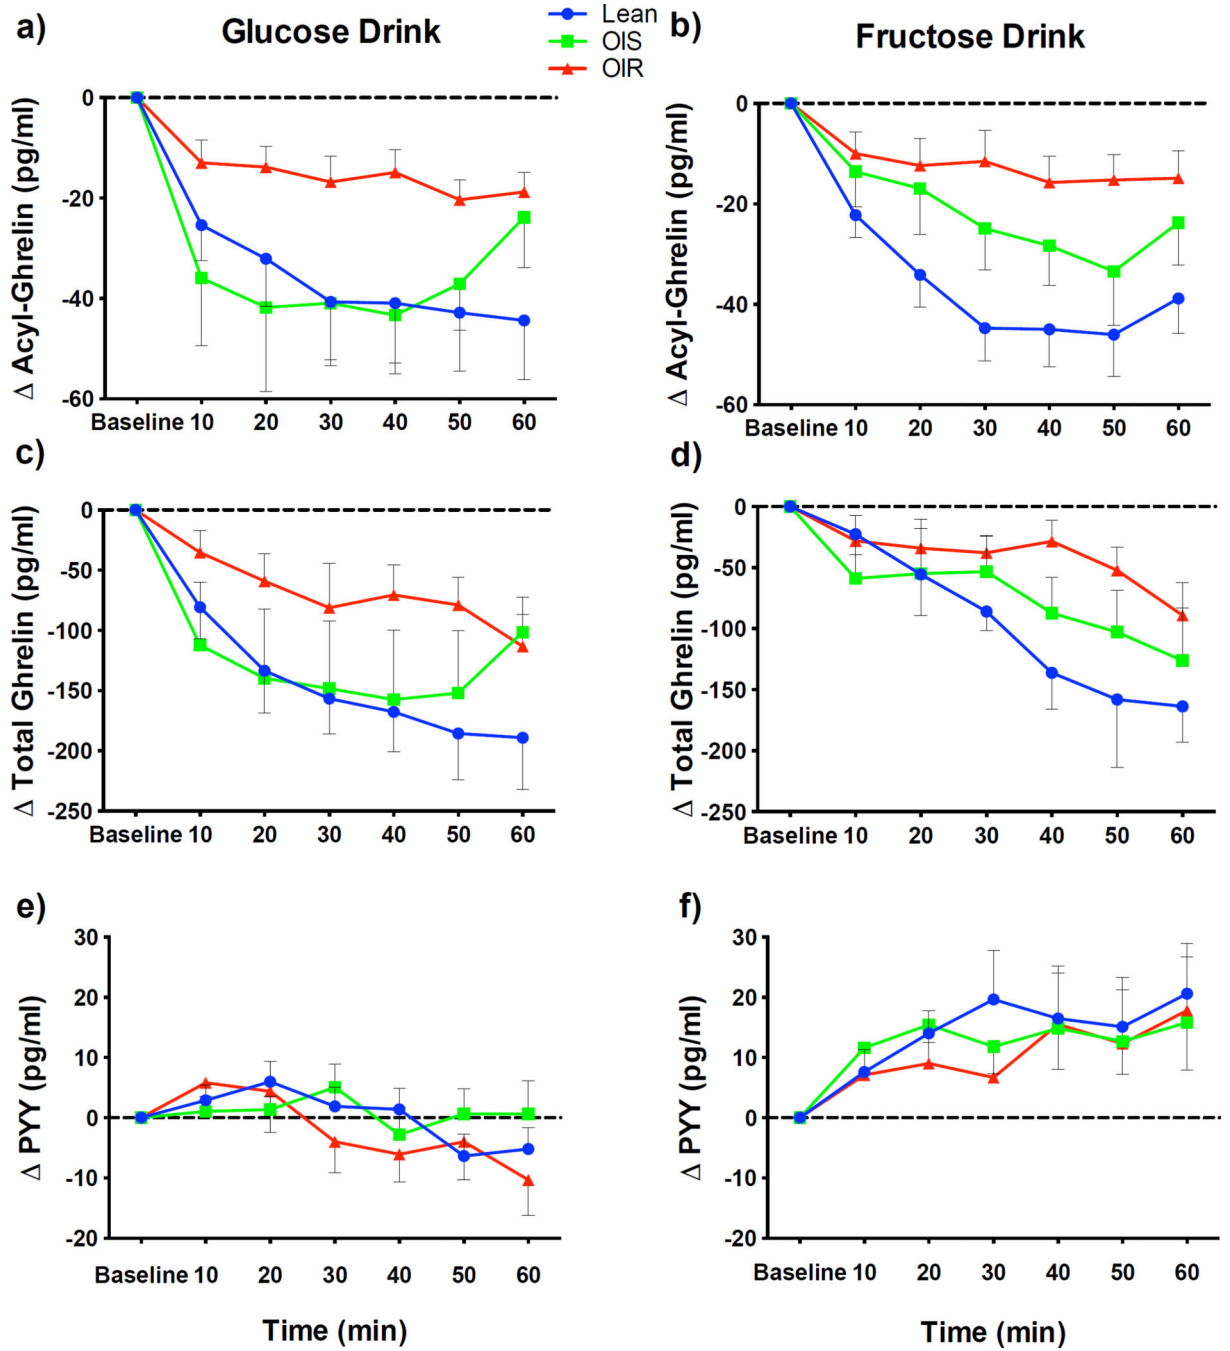 a)
Glucose Drink
Lean
OIS
OIR
b)
Fructose Drink
Δ Acyl-Ghrelin (pg/ml)
0
-20
-40
-60
Baseline 10 20 30 40 50 60
Δ Acyl-Ghrelin (pg/ml)
0
-20
-40
-60
Baseline 10 20 30 40 50 60
c)
Δ Total Ghrelin (pg/ml)
0
-50
-100
-150
-200
-250
Baseline 10 20 30 40 50 60
d)
Δ Total Ghrelin (pg/ml)
0
-50
-100
-150
-200
-250
Baseline 10 20 30 40 50 60
e)
Δ PYY (pg/ml)
30
20
10
0
-10
-20
Baseline 10 20 30 40 50 60
Time (min)
f)
Δ PYY (pg/ml)
30
20
10
0
-10
-20
Baseline 10 20 30 40 50 60
Time (min)